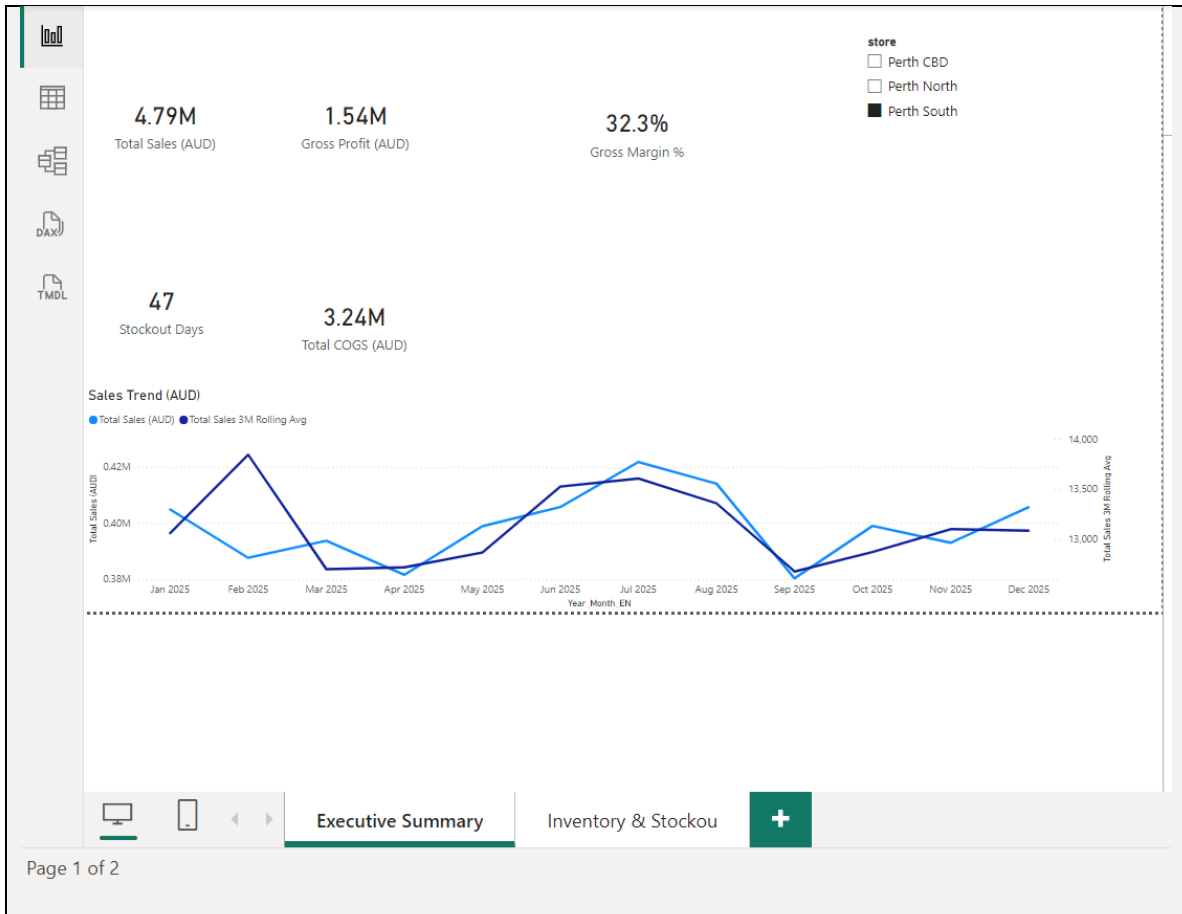 store
Perth CBD
Perth North
Perth South
4.79M
Total Sales (AUD)
1.54M
Gross Profit (AUD)
32.3%
Gross Margin %
DAX
TMDL
47
Stockout Days
3.24M
Total COGS (AUD)
Sales Trend (AUD)
Total Sales (AUD) Total Sales 3M Rolling Avg
14,000
0.42M
13,500
0.40M
13,000
0.38M
Total Sales (AUD)
Total Sales 3M Rolling Avg
Jan 2025 Feb 2025 Mar 2025 Apr 2025 May 2025 Jun 2025 Jul 2025 Aug 2025 Sep 2025 Oct 2025 Nov 2025 Dec 2025
Year_Month_EN
Executive Summary
Inventory & Stockou
Page 1 of 2